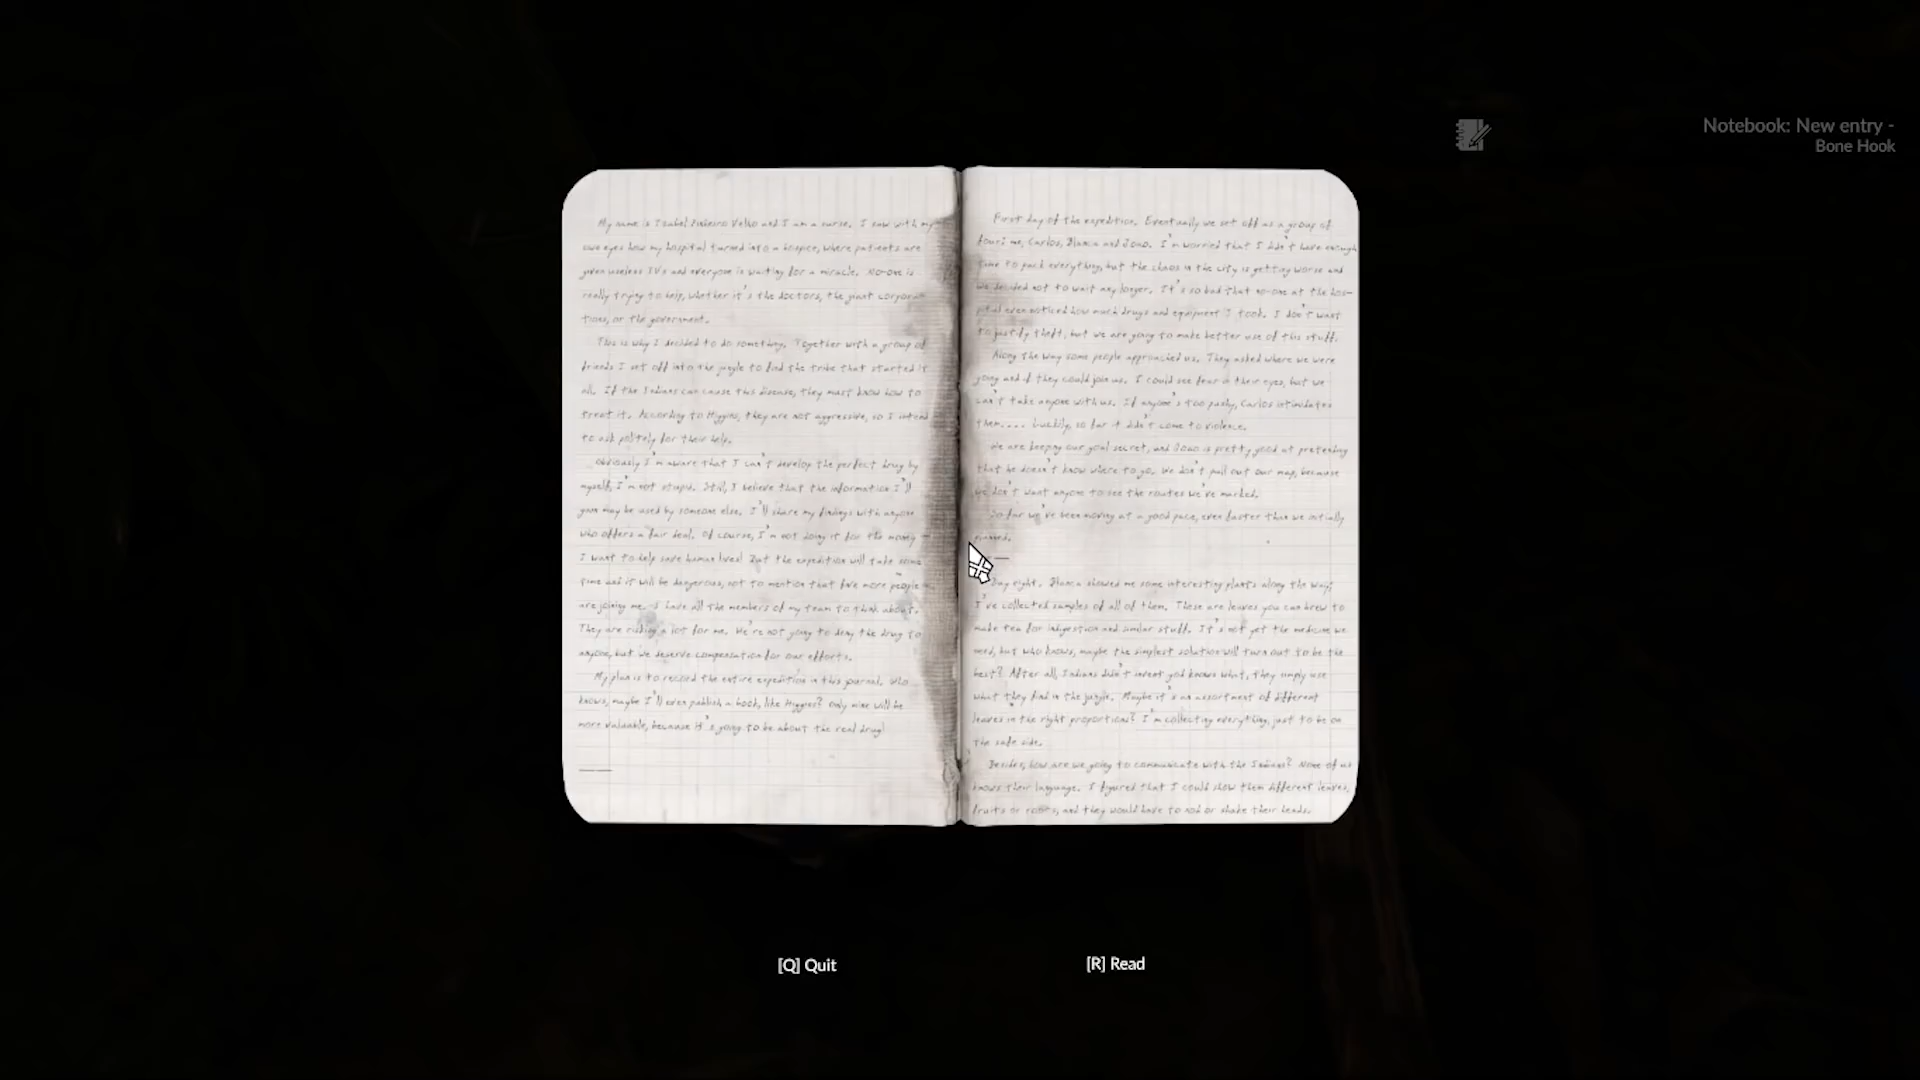 My name is Izabel Pinheiro Velho and I am a nurse. I saw with my
own eyes how my hospital turned into a hospice, where patients are
given useless IVs and everyone is waiting for a miracle. No-one is
really trying to help, whether it's the doctors, the giant corpora-
tions, or the government.
This is why I decided to do something. Together with a group of
friends I set off into the jungle to find the tribe that started it
all. If the Indians can cause this disease, they must know how to
treat it. According to Higgins, they are not aggressive, so I intend
to ask politely for their help.
Obviously I'm aware that I can't develop the perfect drug by
myself, I'm not stupid. Still, I believe that the information I'll
gain may be used by someone else. I'll share my findings with anyone
who offers a fair deal. Of course, I'm not doing it for the money –
I want to help save human lives! But the expedition will take some
time and it will be dangerous, not to mention that five more people
are joining me. I have all the members of my team to think about.
They are risking a lot for me. We're not going to deny the drug to
anyone, but we deserve compensation for our efforts.
My plan is to record the entire expedition in this journal. Who
knows, maybe I'll even publish a book, like Higgins? Only mine will be
more valuable, because it's going to be about the real drug!
First day of the expedition. Eventually we set off as a group of
four: me, Carlos, Blanca and Joao. I'm worried that I didn't have enough
time to pack everything, but the chaos in the city is getting worse and
we decided not to wait any longer. It's so bad that no-one at the hos-
pital even noticed how much drugs and equipment I took. I don't want
to justify theft, but we are going to make better use of this stuff.
Along the way some people approached us. They asked where we were
going and if they could join us. I could see fear in their eyes, but we
can't take anyone with us. If anyone's too pushy, Carlos intimidates
them.... Luckily, so far it didn't come to violence.
We are keeping our goal secret, and Joao is pretty good at pretending
that he doesn't know where to go. We don't pull out our map, because
we don't want anyone to see the routes we've marked.
So far we've been moving at a good pace, even faster than we initially
planned.
Day eight. Blanca showed me some interesting plants along the way;
I've collected samples of all of them. These are leaves you can brew to
make tea for indigestion and similar stuff. It's not yet the medicine we
need, but who knows, maybe the simplest solution will turn out to be the
best? After all, Indians didn't invent god knows what, they simply use
what they find in the jungle. Maybe it's an assortment of different
leaves in the right proportions? I'm collecting everything, just to be on
the safe side.
Besides, how are we going to communicate with the Indians? None of us
knows their language. I figured that I could show them different leaves,
fruits or roots, and they would have to nod or shake their heads.
Notebook: New entry -
Bone Hook
[Q] Quit
[R] Read